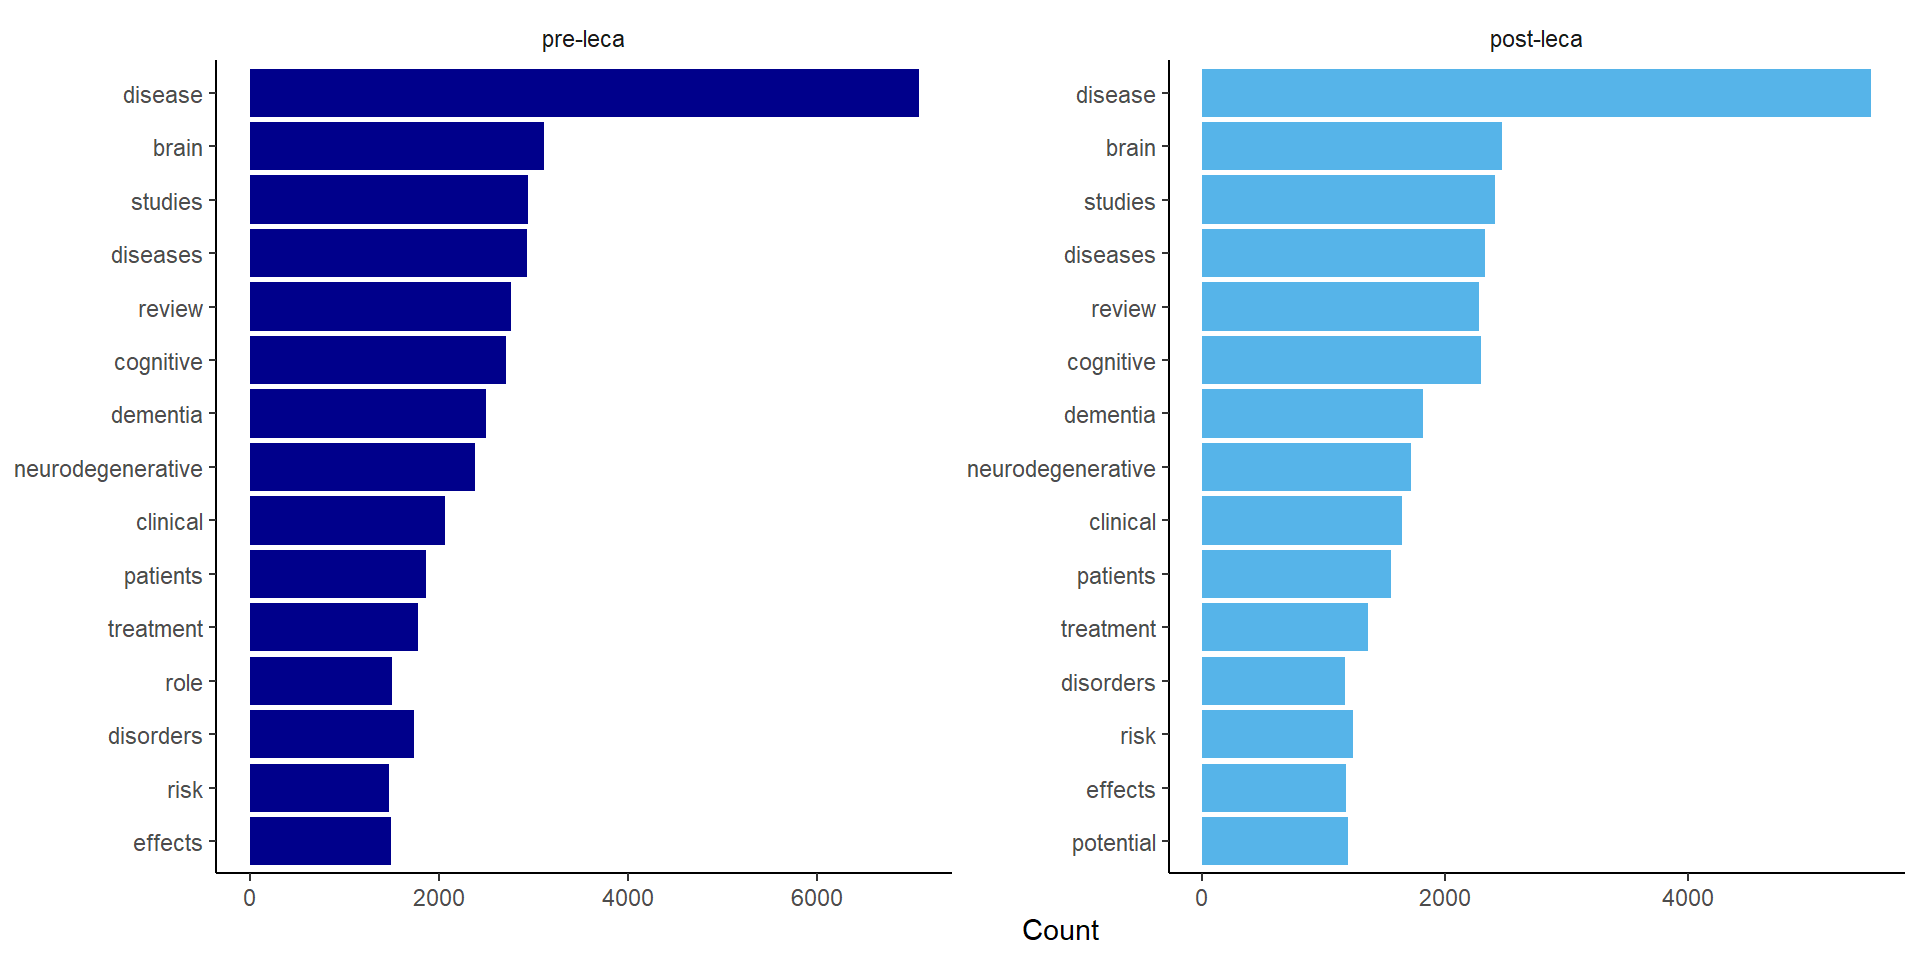 pre-leca
disease
brain
studies
diseases
review
cognitive
dementia
neurodegenerative
clinical
patients
treatment
role
disorders
risk
effects
0 2000 4000 6000
post-leca
disease
brain
studies
diseases
review
cognitive
dementia
neurodegenerative
clinical
patients
treatment
disorders
risk
effects
potential
0 2000 4000
Count